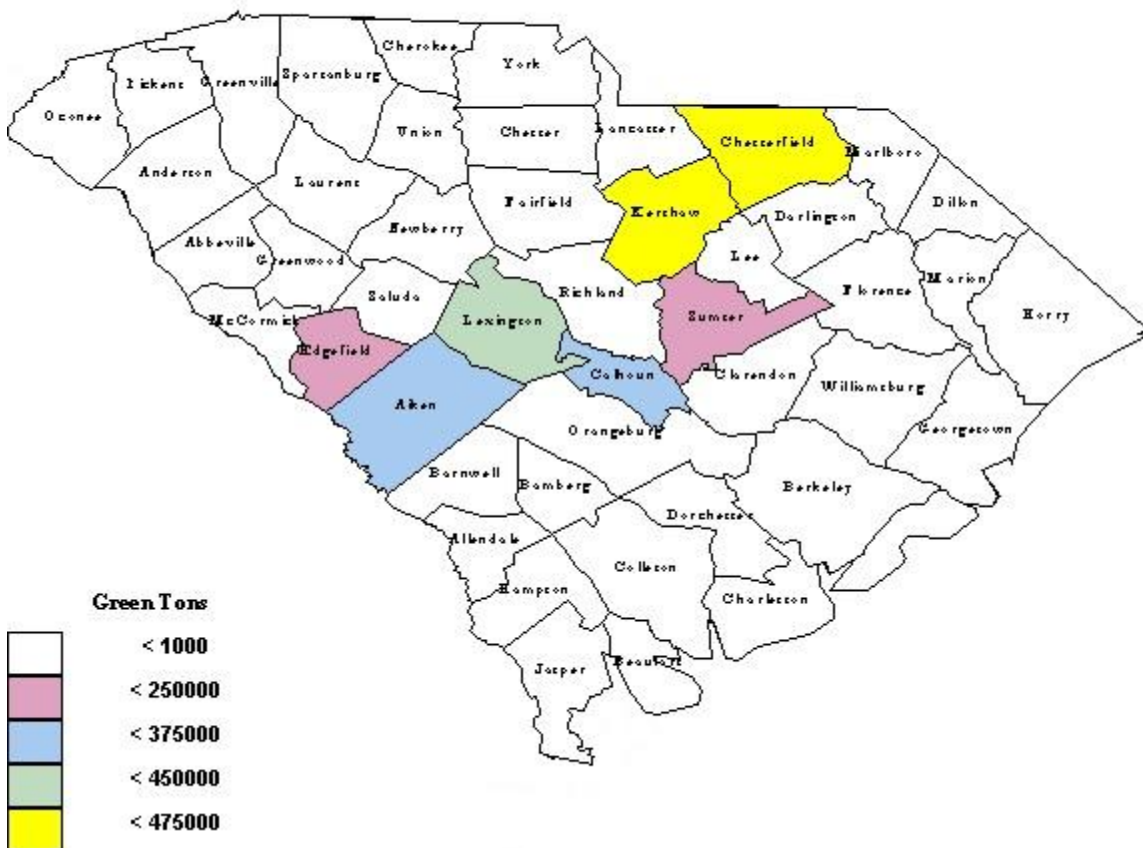 Cherokee
York
Spartanburg
Greenville
Pickens
Oconee
Union
Chester
Lancaster
Chesterfield
Marlboro
Anderson
Laurens
Fairfield
Kershaw
Darlington
Dillon
Abbeville
Greenwood
Newberry
Lee
Saluda
Richland
Florence
Marion
Horry
McCormick
Lexington
Sumter
Edgefield
Calhoun
Clarendon
Williamsburg
Aiken
Orangeburg
Georgetown
Barnwell
Bamberg
Berkeley
Dorchester
Allendale
Colleton
Hampton
Charleston
Jasper
Beaufort
Green Tons
< 1000
< 250000
< 375000
< 450000
< 475000